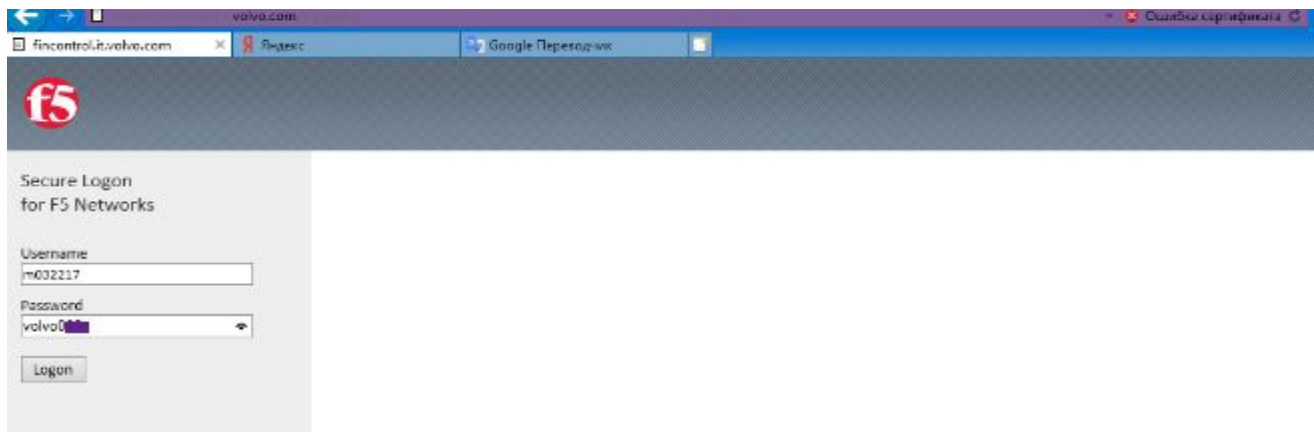 volvo.com Ошибка сертификата
fincontrol.it.volvo.com Яндекс Google Переводчик
f5
Secure Logon
for F5 Networks
Username
m032217
Password
Logon